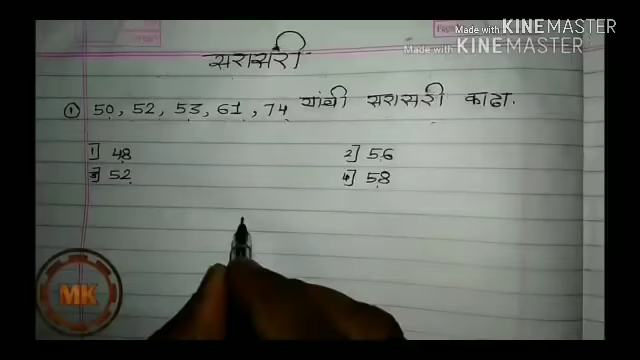 Made with KINEMASTER
Made with KINEMASTER
सरासरी
① 50, 52, 53, 61, 74 यांची सरासरी काढा.
1] 48 2] 56
3] 52 4] 58
MK